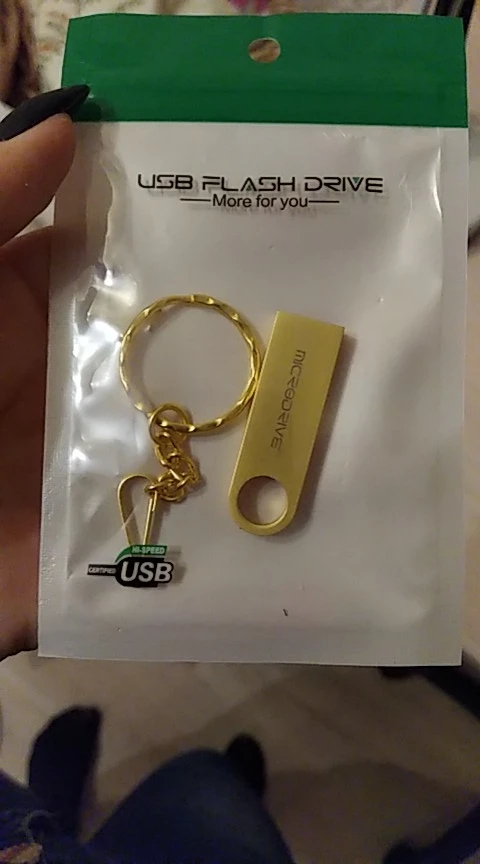 USB FLASH DRIVE
More for you
MICRODRIVE
HI-SPEED
CERTIFIED USB